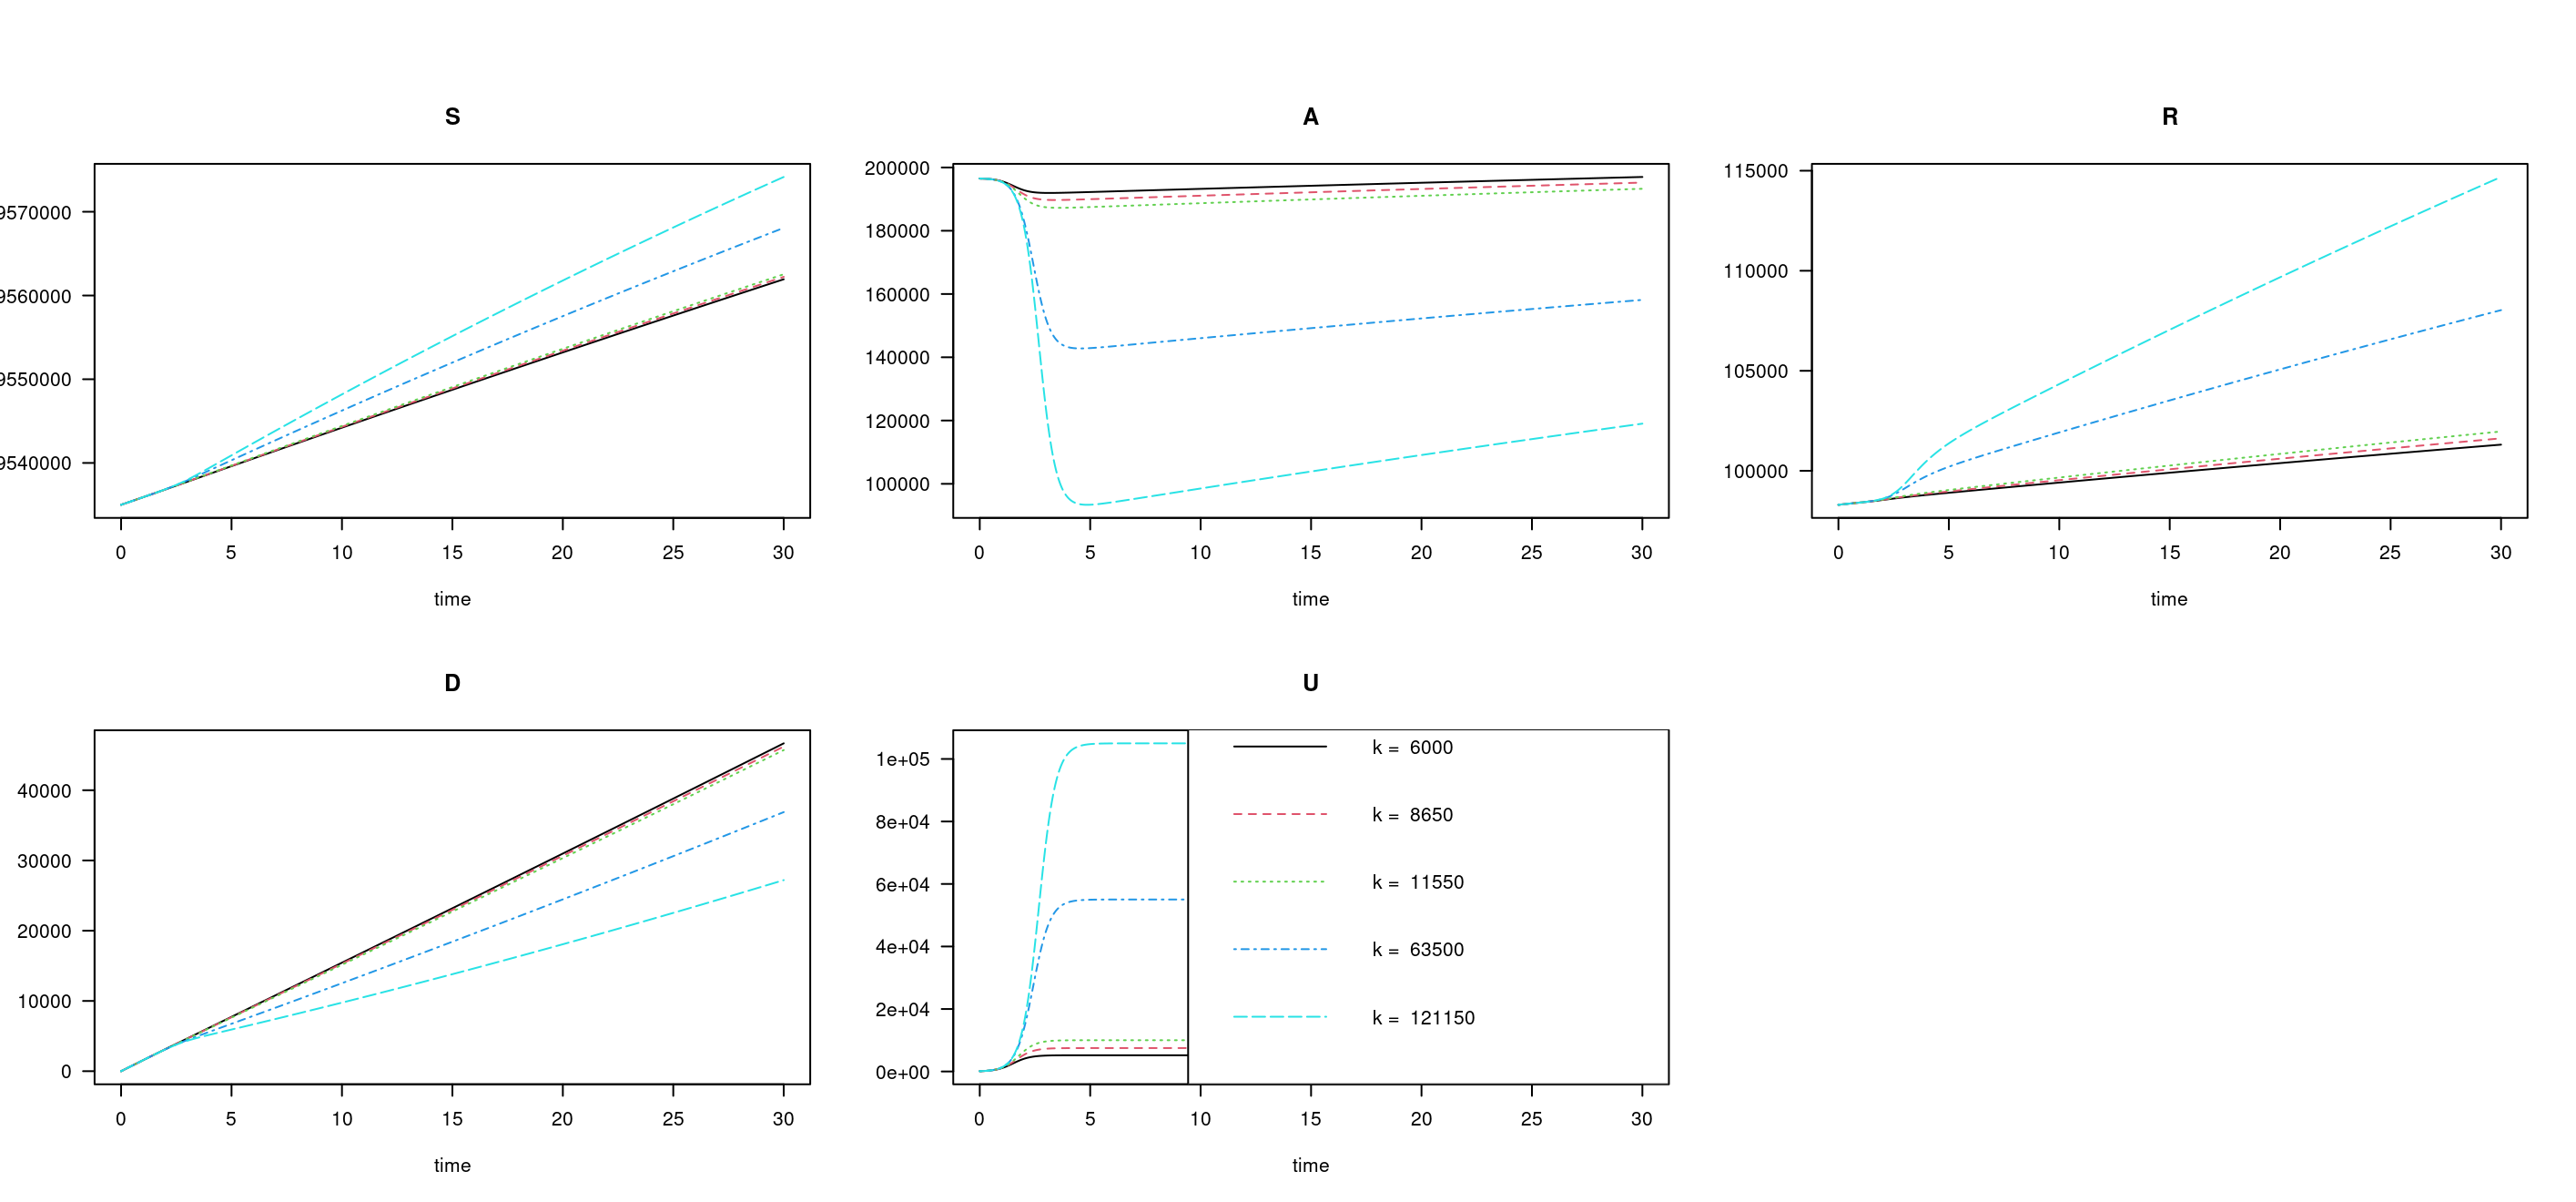 S
9570000
9560000
9550000
9540000
0 5 10 15 20 25 30
time
A
200000
180000
160000
140000
120000
100000
0 5 10 15 20 25 30
time
R
115000
110000
105000
100000
0 5 10 15 20 25 30
time
D
40000
30000
20000
10000
0
0 5 10 15 20 25 30
time
U
1e+05
8e+04
6e+04
4e+04
2e+04
0e+00
k = 6000
k = 8650
k = 11550
k = 63500
k = 121150
0 5 10 15 20 25 30
time